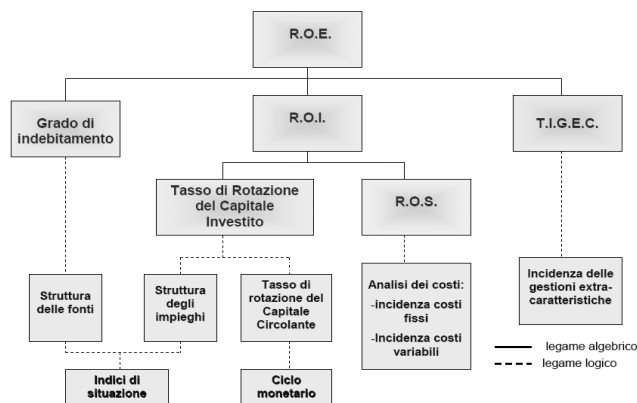 R.O.E.
Grado di
indebitamento
R.O.I.
T.I.G.E.C.
Tasso di Rotazione
del Capitale
Investito
R.O.S.
Struttura
delle fonti
Struttura
degli
impieghi
Tasso di
rotazione del
Capitale
Circolante
Analisi dei costi:
-incidenza costi
fissi
-Incidenza costi
variabili
Incidenza delle
gestioni extra-
caratteristiche
legame algebrico
legame logico
Indici di
situazione
Ciclo
monetario